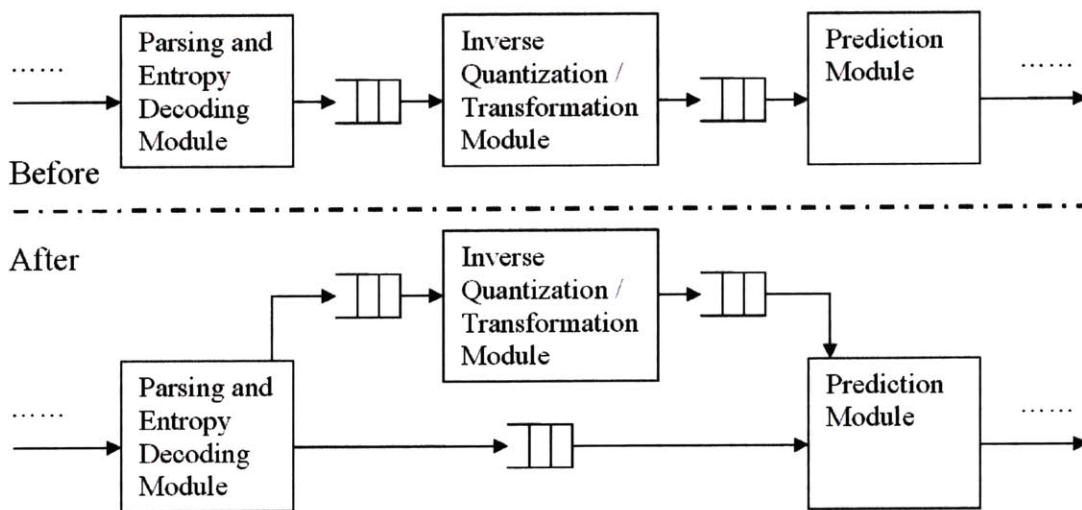 Parsing and
Entropy
Decoding
Module
Inverse
Quantization /
Transformation
Module
Prediction
Module
……
……
Before
After
Inverse
Quantization /
Transformation
Module
Parsing and
Entropy
Decoding
Module
Prediction
Module
……
……